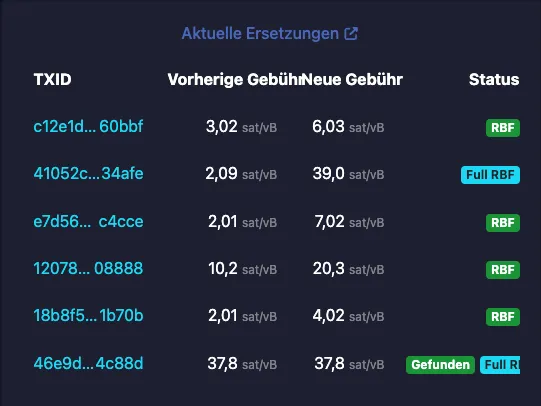 Aktuelle Ersetzungen
TXID Vorherige Gebühr Neue Gebühr Status
c12e1d... 60bbf 3,02 sat/vB 6,03 sat/vB RBF
41052c...34afe 2,09 sat/vB 39,0 sat/vB Full RBF
e7d56... c4cce 2,01 sat/vB 7,02 sat/vB RBF
12078... 08888 10,2 sat/vB 20,3 sat/vB RBF
18b8f5...1b70b 2,01 sat/vB 4,02 sat/vB RBF
46e9d...4c88d 37,8 sat/vB 37,8 sat/vB Gefunden Full